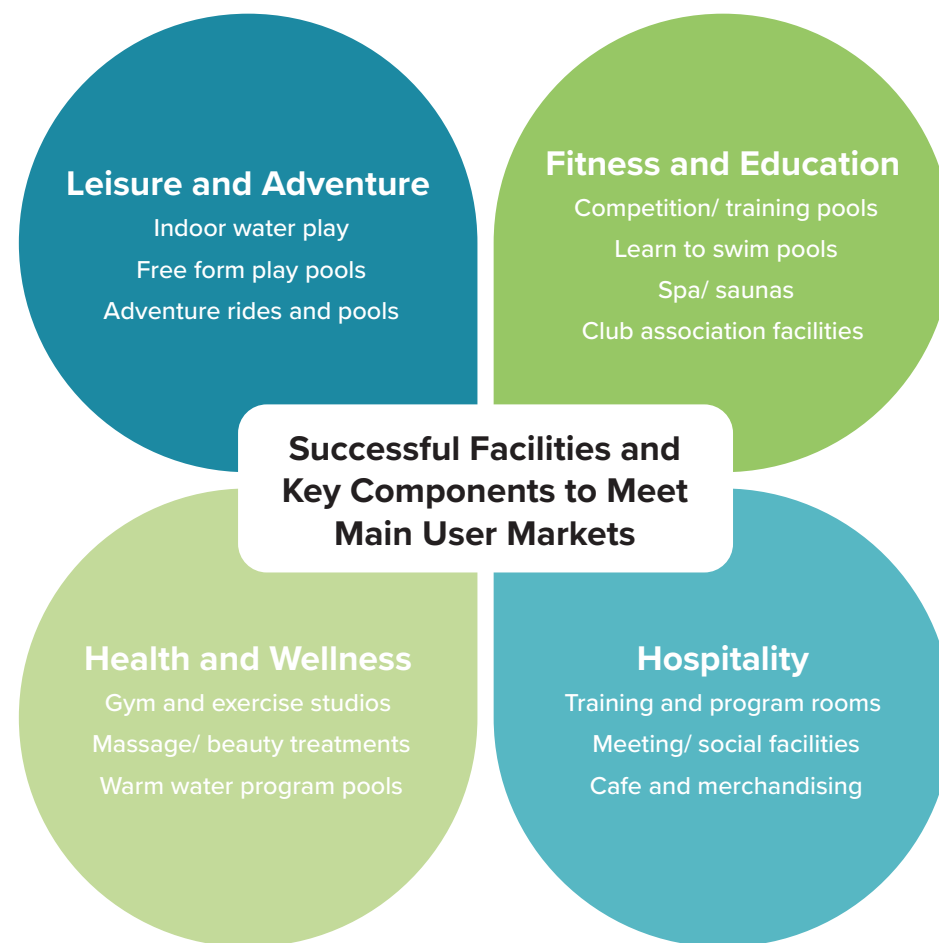 Leisure and Adventure
Indoor water play
Free form play pools
Adventure rides and pools
Fitness and Education
Competition/ training pools
Learn to swim pools
Spa/ saunas
Club association facilities
Successful Facilities and
Key Components to Meet
Main User Markets
Health and Wellness
Gym and exercise studios
Massage/ beauty treatments
Warm water program pools
Hospitality
Training and program rooms
Meeting/ social facilities
Cafe and merchandising